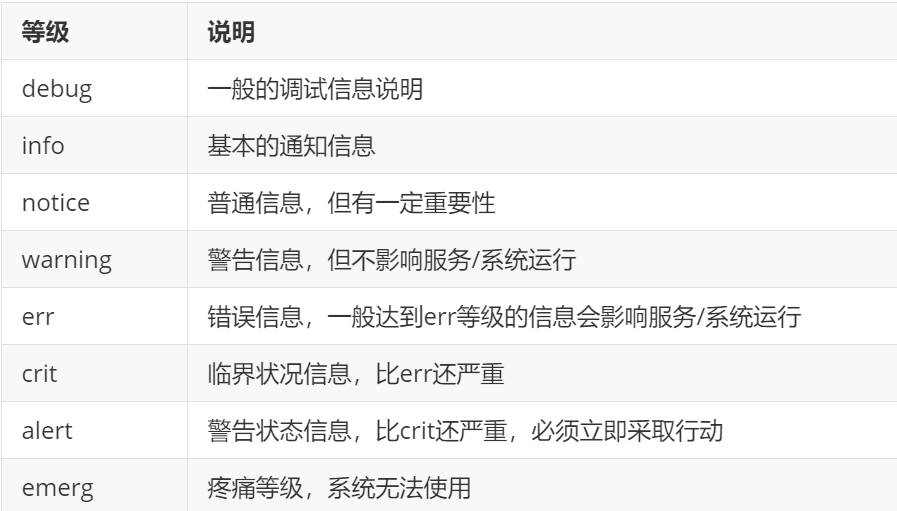 等级 说明
debug 一般的调试信息说明
info 基本的通知信息
notice 普通信息，但有一定重要性
warning 警告信息，但不影响服务/系统运行
err 错误信息，一般达到err等级的信息会影响服务/系统运行
crit 临界状况信息，比err还严重
alert 警告状态信息，比crit还严重，必须立即采取行动
emerg 疼痛等级，系统无法使用